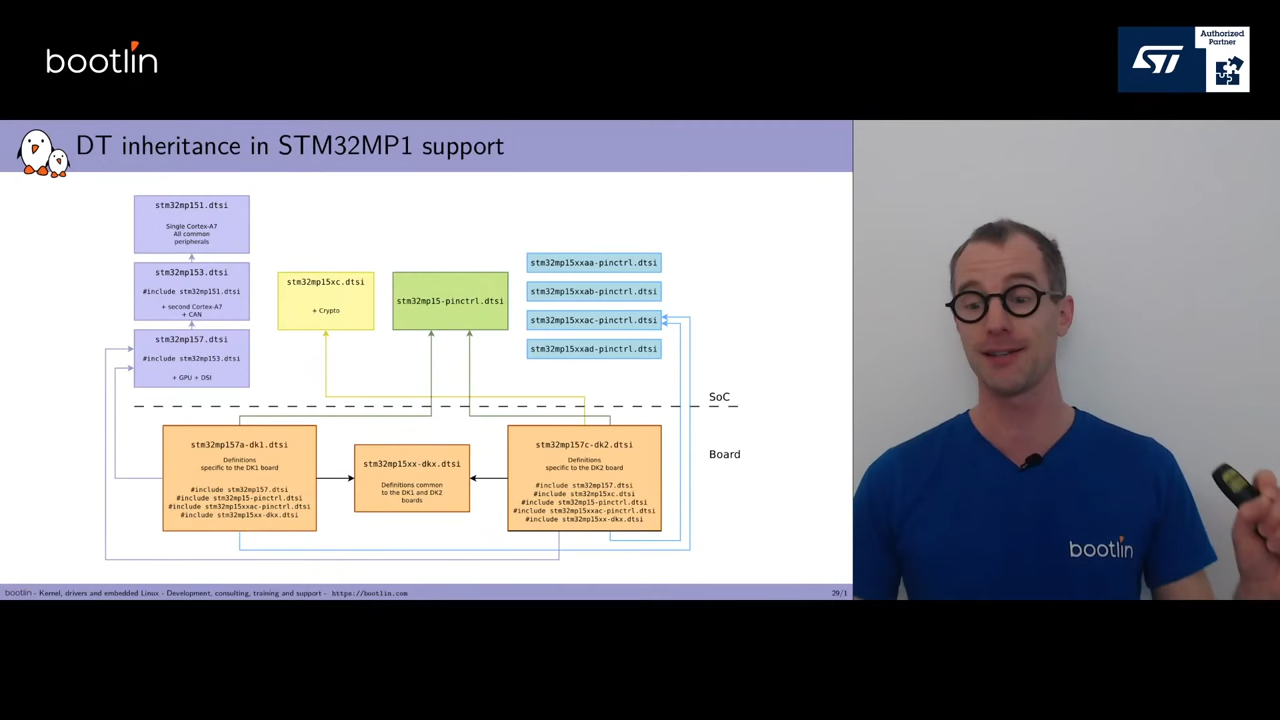 bootlin
ST
Authorized
Partner
DT inheritance in STM32MP1 support
stm32mp151.dtsi
Single Cortex-A7
All common
peripherals
stm32mp153.dtsi
#include stm32mp151.dtsi
+ second Cortex-A7
+ CAN
stm32mp157.dtsi
#include stm32mp153.dtsi
+ GPU + DSI
stm32mp15xc.dtsi
+ Crypto
stm32mp15-pinctrl.dtsi
stm32mp15xxaa-pinctrl.dtsi
stm32mp15xxab-pinctrl.dtsi
stm32mp15xxac-pinctrl.dtsi
stm32mp15xxad-pinctrl.dtsi
SoC
Board
stm32mp157a-dk1.dtsi
Definitions
specific to the DK1 board
#include stm32mp157.dtsi
#include stm32mp15-pinctrl.dtsi
#include stm32mp15xxac-pinctrl.dtsi
#include stm32mp15xx-dkx.dtsi
stm32mp15xx-dkx.dtsi
Definitions common
to the DK1 and DK2
boards
stm32mp157c-dk2.dtsi
Definitions
specific to the DK2 board
#include stm32mp157.dtsi
#include stm32mp15xc.dtsi
#include stm32mp15-pinctrl.dtsi
#include stm32mp15xxac-pinctrl.dtsi
#include stm32mp15xx-dkx.dtsi
bootlin
bootlin - Kernel, drivers and embedded Linux - Development, consulting, training and support - https://bootlin.com
29/1